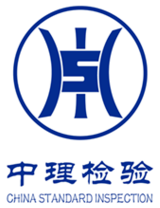 中理检验
CHINA STANDARD INSPECTION